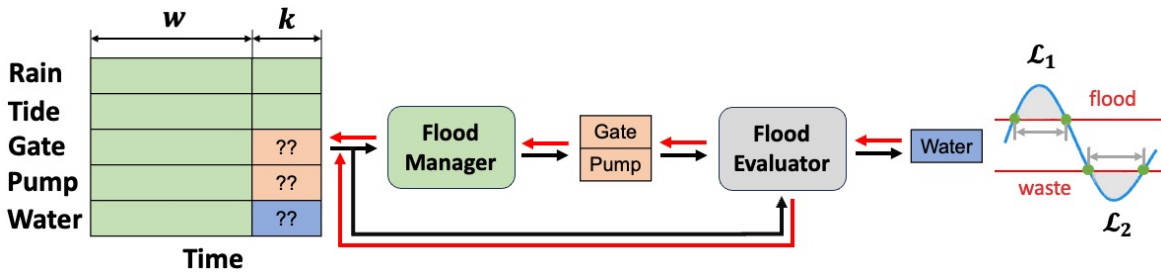 w k
Rain
Tide
Gate ??
Pump ??
Water ??
Time
Flood
Manager
Gate
Pump
Flood
Evaluator
Water
ℒ1
flood
waste
ℒ2